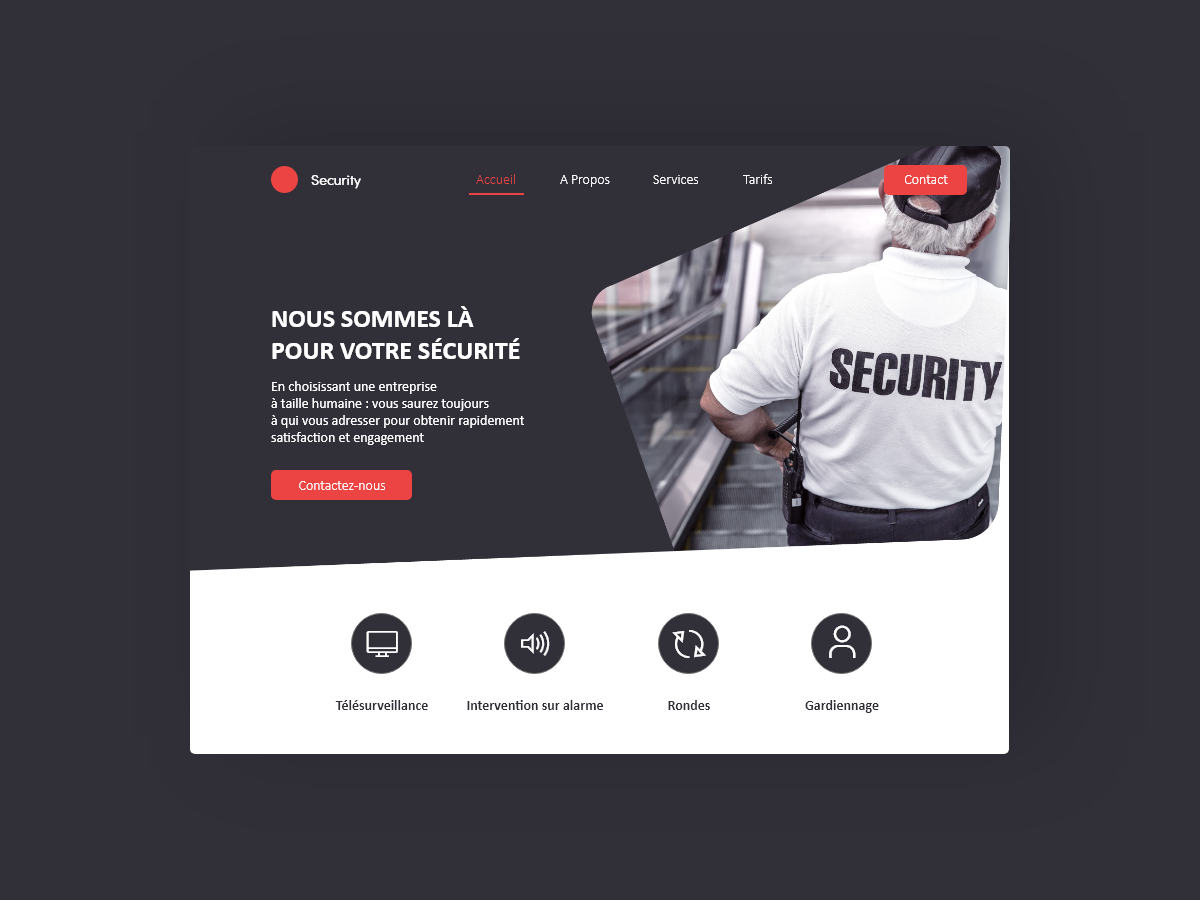 Security
Accueil
A Propos
Services
Tarifs
Contact
NOUS SOMMES LÀ
POUR VOTRE SÉCURITÉ
En choisissant une entreprise
à taille humaine : vous saurez toujours
à qui vous adresser pour obtenir rapidement
satisfaction et engagement
Contactez-nous
SECURITY
Télésurveillance
Intervention sur alarme
Rondes
Gardiennage